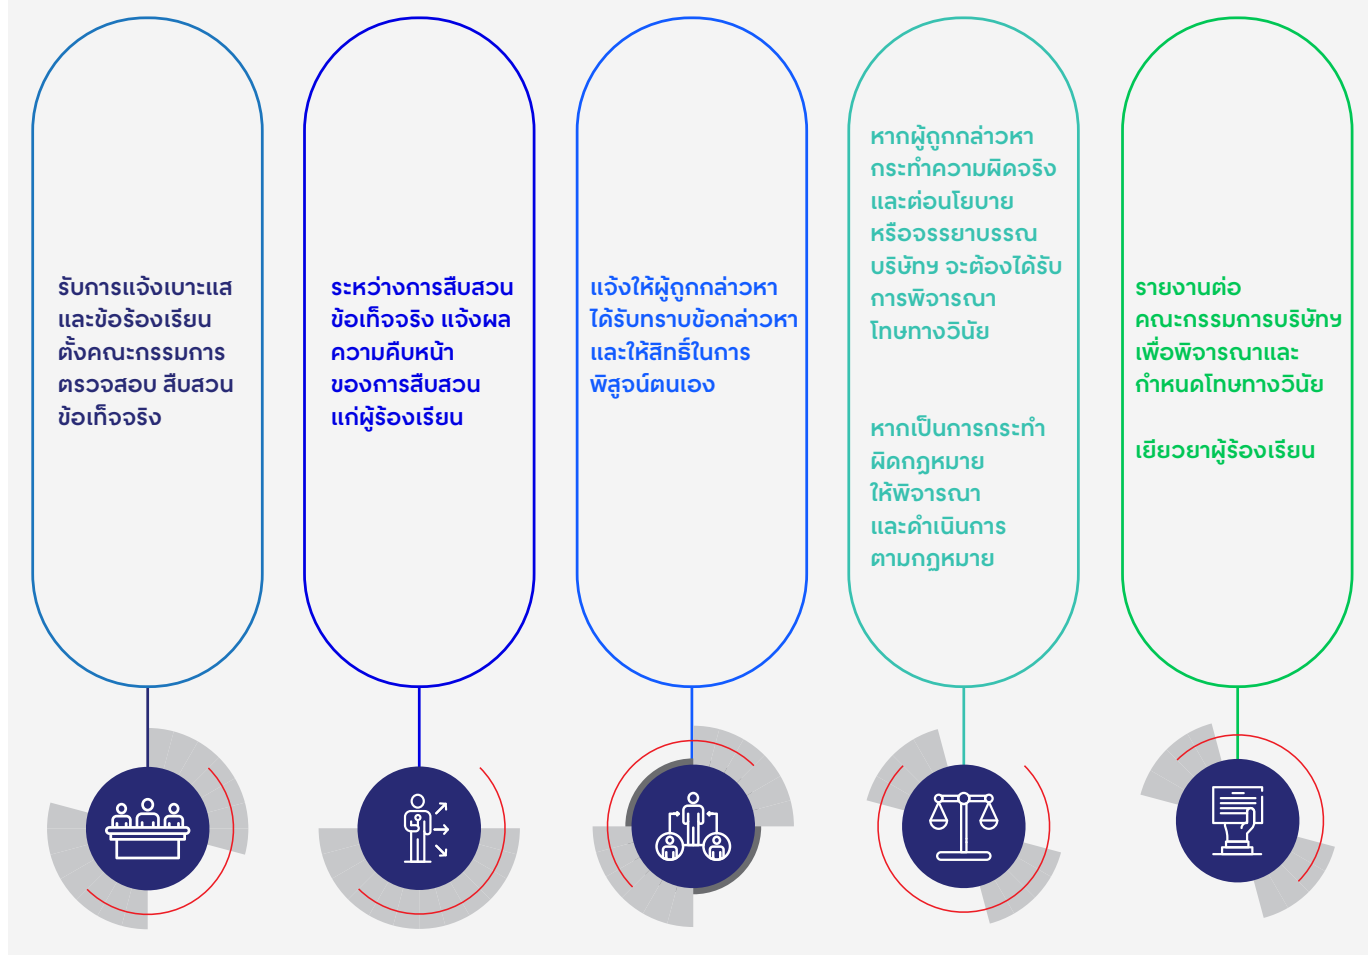 รับการแจ้งเบาะแส
และข้อร้องเรียน
ตั้งคณะกรรมการ
ตรวจสอบ สืบสวน
ข้อเท็จจริง
ระหว่างการสืบสวน
ข้อเท็จจริง แจ้งผล
ความคืบหน้า
ของการสืบสวน
แก่ผู้ร้องเรียน
แจ้งให้ผู้ถูกกล่าวหา
ได้รับทราบข้อกล่าวหา
และให้สิทธิ์ในการ
พิสูจน์ตนเอง
หากผู้ถูกกล่าวหา
กระทำความผิดจริง
และต่อนโยบาย
หรือจรรยาบรรณ
บริษัทฯ จะต้องได้รับ
การพิจารณา
โทษทางวินัย
หากเป็นการกระทำ
ผิดกฎหมาย
ให้พิจารณา
และดำเนินการ
ตามกฎหมาย
รายงานต่อ
คณะกรรมการบริษัทฯ
เพื่อพิจารณาและ
กำหนดโทษทางวินัย
เยียวยาผู้ร้องเรียน